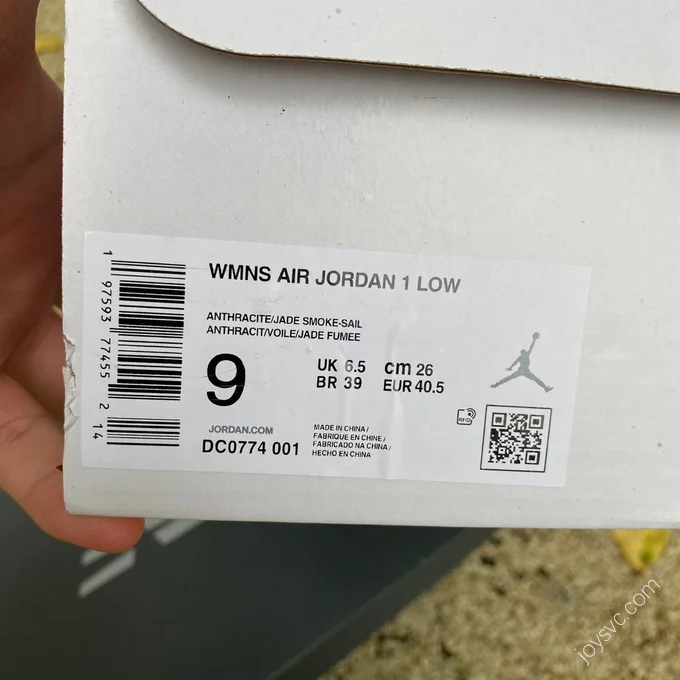 WMNS AIR JORDAN 1 LOW
ANTHRACITE/JADE SMOKE-SAIL
ANTHRACIT/VOILE/JADE FUMEE
9
UK 6.5 cm 26
BR 39 EUR 40.5
JORDAN.COM
DC0774 001
MADE IN CHINA /
FABRIQUE EN CHINE /
FABRICADO NA CHINA /
HECHO EN CHINA
RFID
1 97593 77455 2 14
joysvc.com